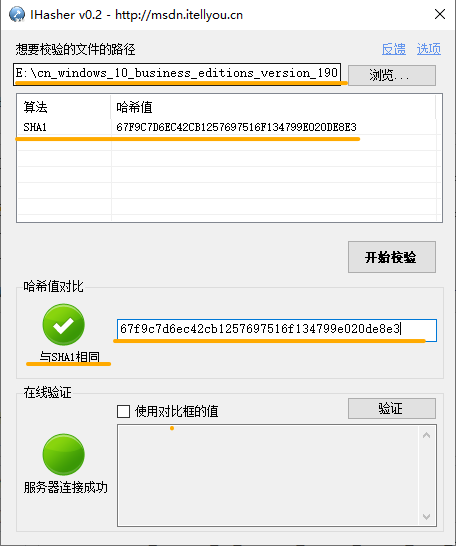 IHasher v0.2 - http://msdn.itellyou.cn
想要校验的文件的路径
反馈 选项
E:\cn_windows_10_business_editions_version_190
浏览...
算法 哈希值
SHA1 67F9C7D6EC42CB1257697516F134799E020DE8E3
开始校验
哈希值对比
67f9c7d6ec42cb1257697516f134799e020de8e3
与SHA1相同
在线验证
使用对比框的值
验证
服务器连接成功